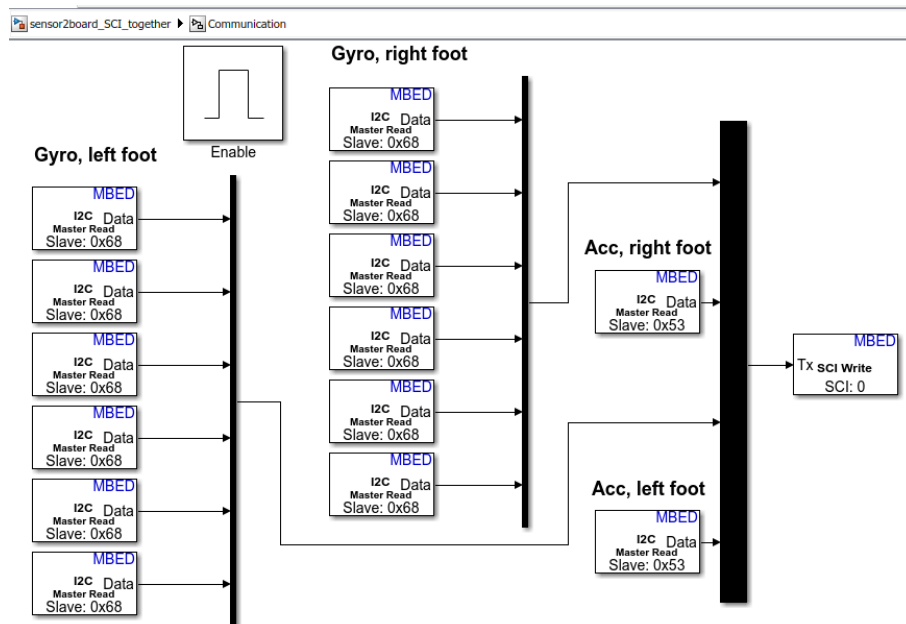 sensor2board_SCI_together Communication
Gyro, right foot
Enable
Gyro, left foot
MBED
I2C Data
Master Read
Slave: 0x68
MBED
I2C Data
Master Read
Slave: 0x68
MBED
I2C Data
Master Read
Slave: 0x68
MBED
I2C Data
Master Read
Slave: 0x68
MBED
I2C Data
Master Read
Slave: 0x68
MBED
I2C Data
Master Read
Slave: 0x68
MBED
I2C Data
Master Read
Slave: 0x68
MBED
I2C Data
Master Read
Slave: 0x68
MBED
I2C Data
Master Read
Slave: 0x68
MBED
I2C Data
Master Read
Slave: 0x68
MBED
I2C Data
Master Read
Slave: 0x68
MBED
I2C Data
Master Read
Slave: 0x68
Acc, right foot
MBED
I2C Data
Master Read
Slave: 0x53
Acc, left foot
MBED
I2C Data
Master Read
Slave: 0x53
MBED
Tx SCI Write
SCI: 0